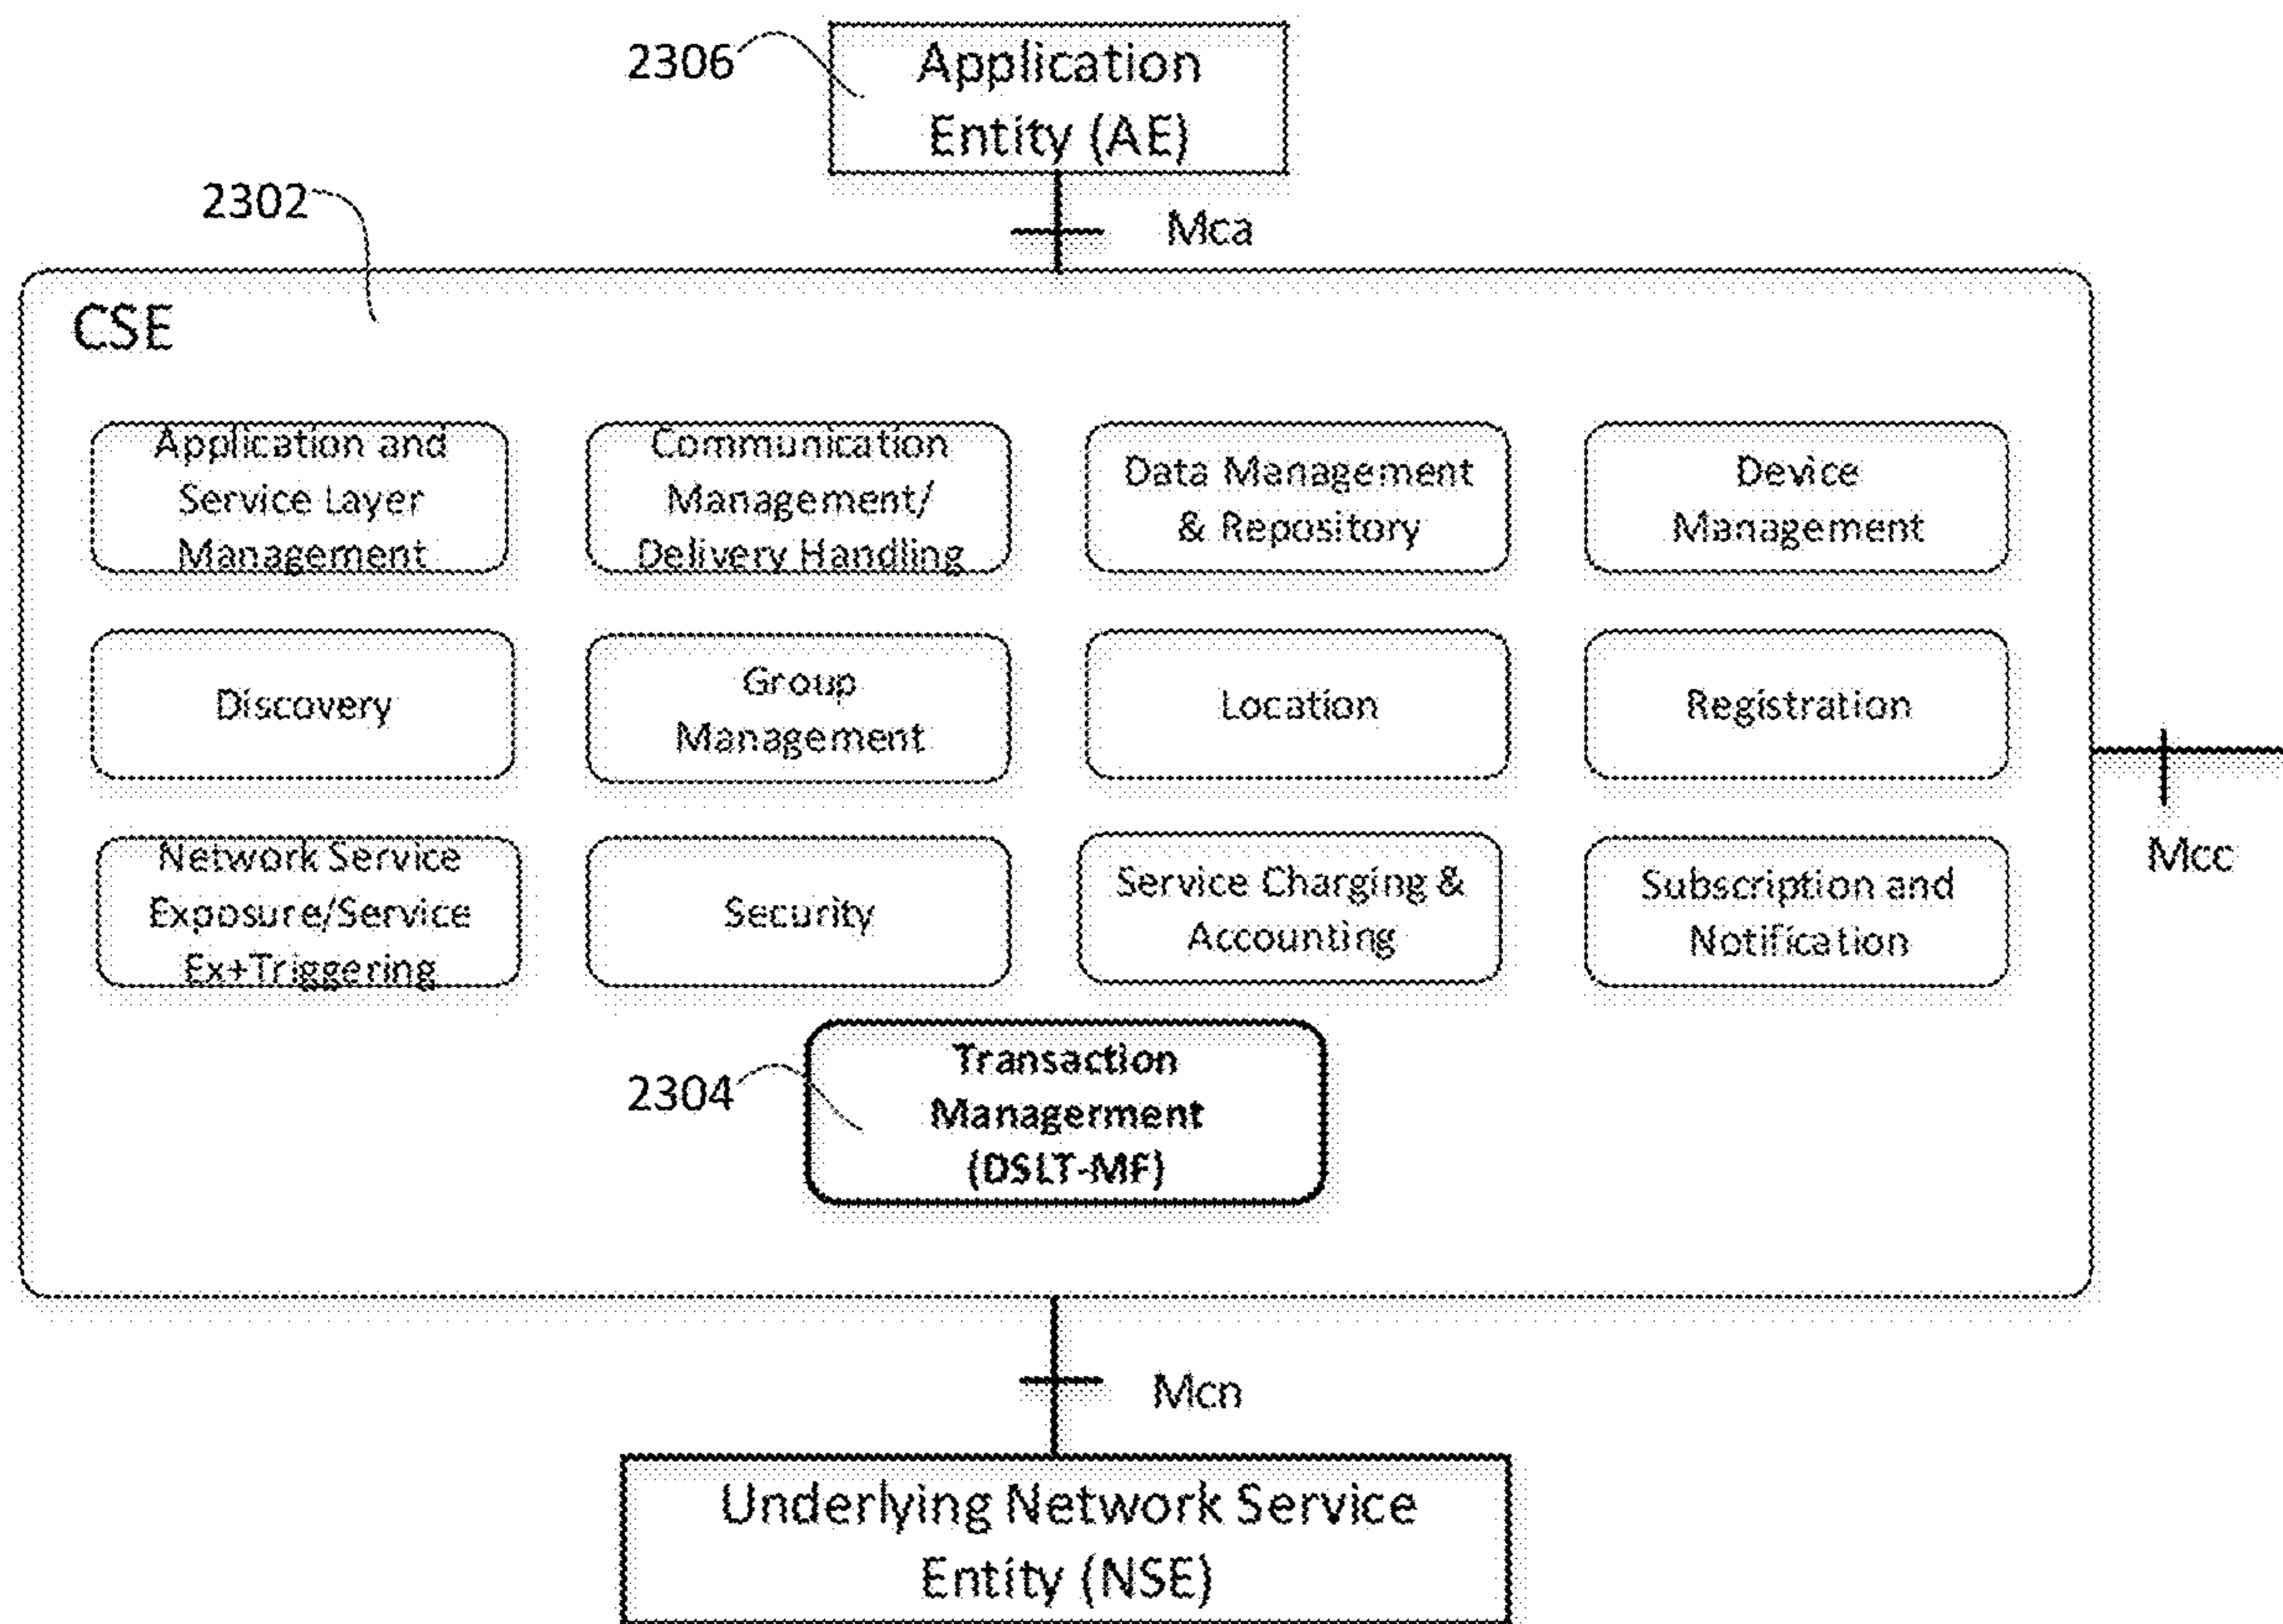 2306
Application
Entity (AE)
2302
Mca
CSE
Application and
Service Layer
Management
Communication
Management/
Delivery Handling
Data Management
& Repository
Device
Management
Discovery
Group
Management
Location
Registration
Mcc
Network Service
Exposure/Service
Ex+Triggering
Security
Service Charging &
Accounting
Subscription and
Notification
2304
Transaction
Managerment
(DSLT-MF)
Mcn
Underlying Network Service
Entity (NSE)